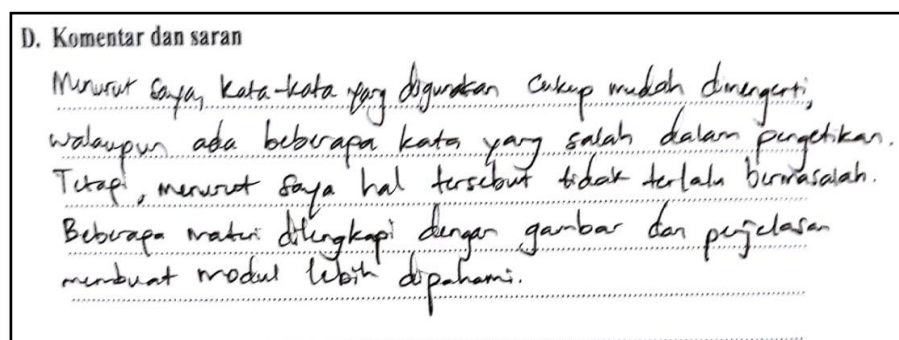 D. Komentar dan saran
Menurut saya, kata-kata yang digunakan cukup mudah dimengerti,
walaupun ada beberapa kata yang salah dalam pengetikan.
Tetapi, menurut saya hal tersebut tidak terlalu bermasalah.
Beberapa materi dilengkapi dengan gambar dan penjelasan
membuat modul lebih dipahami.